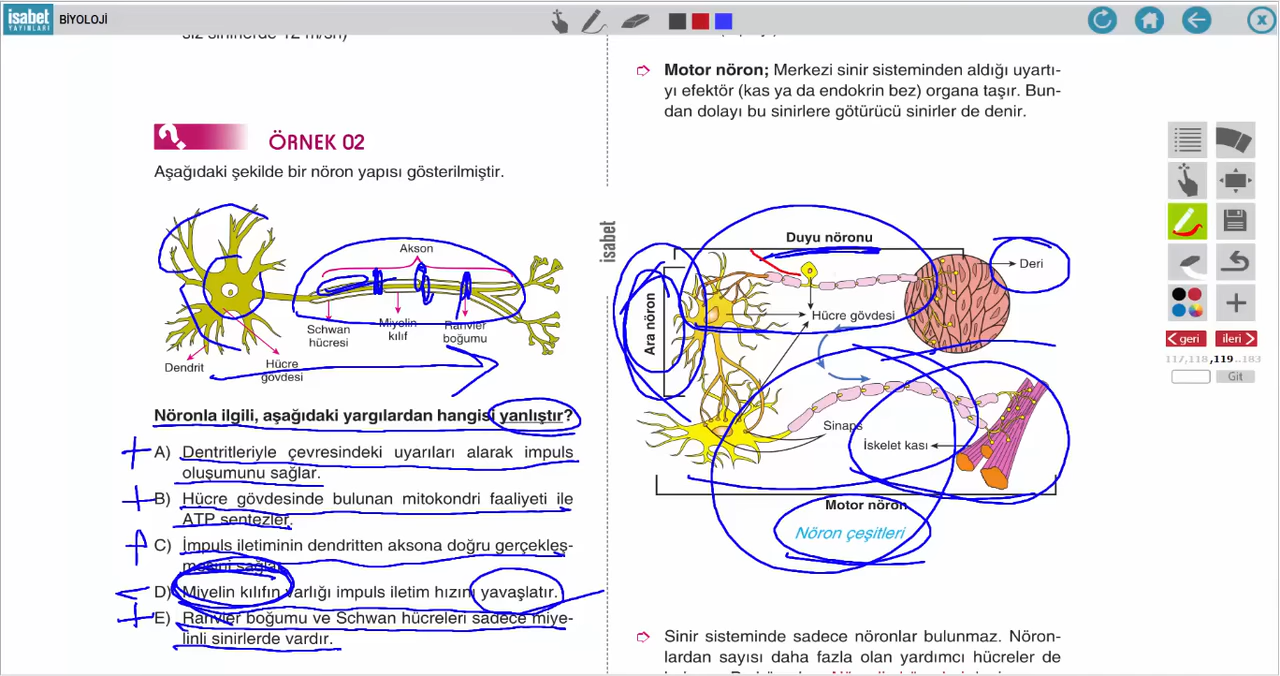 isabet
YAYINLARI
BİYOLOJİ
siz sinirlerde 12 m/sn)
ÖRNEK 02
Aşağıdaki şekilde bir nöron yapısı gösterilmiştir.
Akson
Schwan
hücresi
Miyelin
kılıf
Ranvier
boğumu
Dendrit
Hücre
gövdesi
Nöronla ilgili, aşağıdaki yargılardan hangisi yanlıştır?
A) Dentritleriyle çevresindeki uyarıları alarak impuls
oluşumunu sağlar.
B) Hücre gövdesinde bulunan mitokondri faaliyeti ile
ATP sentezler.
C) İmpuls iletiminin dendritten aksona doğru gerçekleş-
mesini sağlar.
D) Miyelin kılıfın varlığı impuls iletim hızını yavaşlatır.
E) Ranvier boğumu ve Schwan hücreleri sadece miye-
linli sinirlerde vardır.
isabet
Motor nöron; Merkezi sinir sisteminden aldığı uyartı-
yı efektör (kas ya da endokrin bez) organa taşır. Bun-
dan dolayı bu sinirlere götürücü sinirler de denir.
Duyu nöronu
Deri
Ara nöron
Hücre gövdesi
Sinaps
İskelet kası
Motor nöron
Nöron çeşitleri
Sinir sisteminde sadece nöronlar bulunmaz. Nöron-
lardan sayısı daha fazla olan yardımcı hücreler de
geri
ileri
117,118,119..183
Git